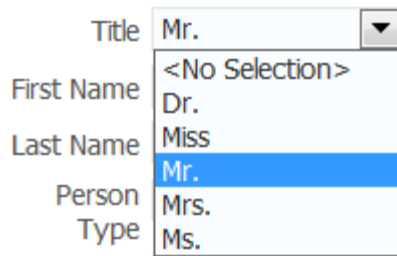 Title Mr.
<No Selection>
First Name
Dr.
Last Name
Miss
Mr.
Person
Type
Mrs.
Ms.